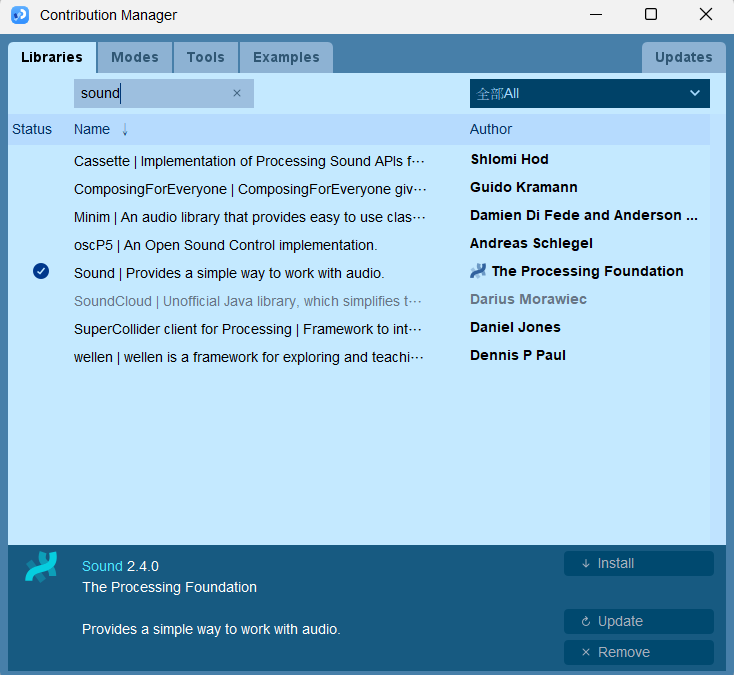 Contribution Manager
Libraries Modes Tools Examples Updates
sound × 全部All
Status Name ↓ Author
Cassette | Implementation of Processing Sound APIs f··· Shlomi Hod
ComposingForEveryone | ComposingForEveryone giv··· Guido Kramann
Minim | An audio library that provides easy to use clas··· Damien Di Fede and Anderson ...
oscP5 | An Open Sound Control implementation. Andreas Schlegel
Sound | Provides a simple way to work with audio. The Processing Foundation
SoundCloud | Unofficial Java library, which simplifies t··· Darius Morawiec
SuperCollider client for Processing | Framework to int··· Daniel Jones
wellen | wellen is a framework for exploring and teachi··· Dennis P Paul
Sound 2.4.0
The Processing Foundation
Provides a simple way to work with audio.
↓ Install
Update
× Remove